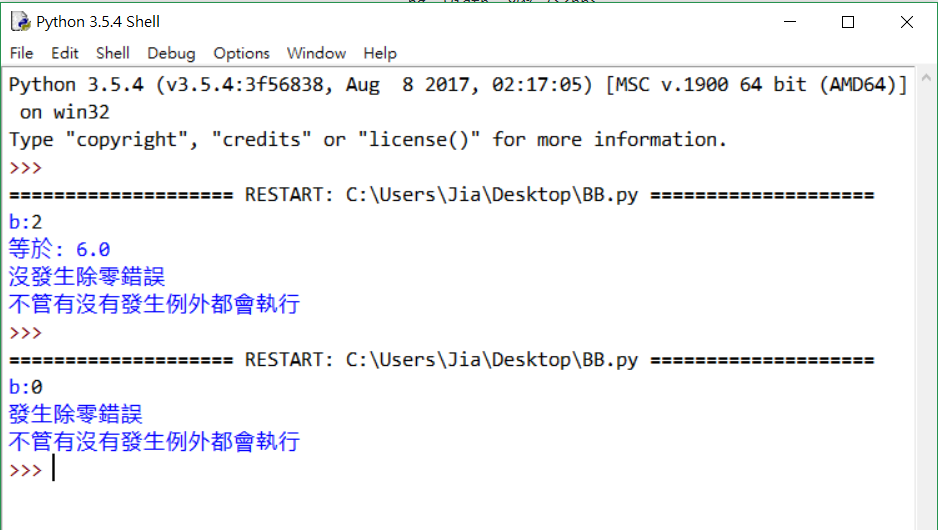 Python 3.5.4 Shell
File Edit Shell Debug Options Window Help
Python 3.5.4 (v3.5.4:3f56838, Aug  8 2017, 02:17:05) [MSC v.1900 64 bit (AMD64)]
 on win32
Type "copyright", "credits" or "license()" for more information.
>>>
==================== RESTART: C:\Users\Jia\Desktop\BB.py ====================
b:2
等於: 6.0
沒發生除零錯誤
不管有沒有發生例外都會執行
>>>
==================== RESTART: C:\Users\Jia\Desktop\BB.py ====================
b:0
發生除零錯誤
不管有沒有發生例外都會執行
>>>